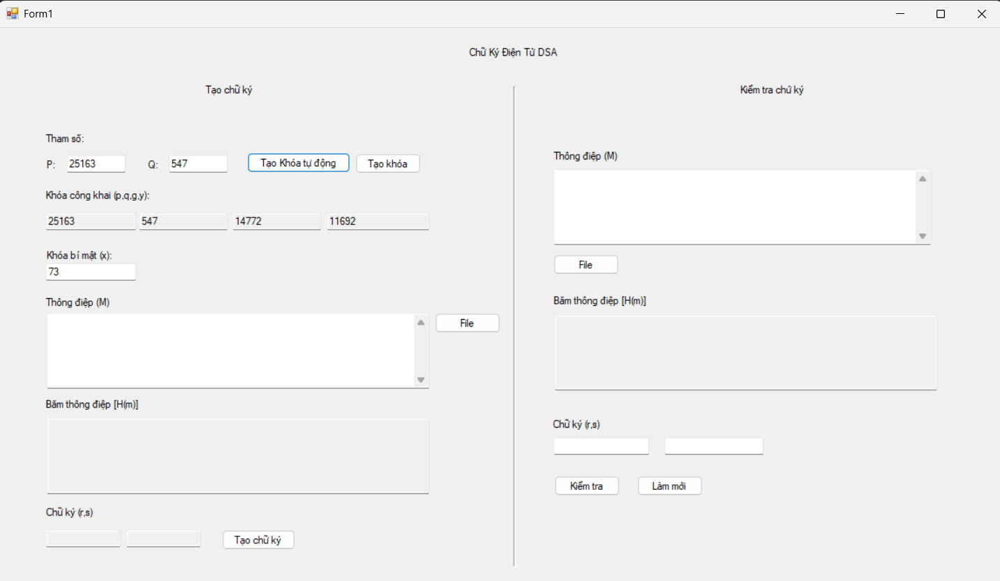 Form1
Chữ Ký Điện Tử DSA
Tạo chữ ký
Tham số:
P: 25163 Q: 547 Tạo Khóa tự động Tạo khóa
Khóa công khai (p,q,g,y):
25163 547 14772 11692
Khóa bí mật (x):
73
Thông điệp (M)
File
Băm thông điệp [H(m)]
Chữ ký (r,s)
Tạo chữ ký
Kiểm tra chứ ký
Thông điệp (M)
File
Băm thông điệp [H(m)]
Chữ ký (r,s)
Kiểm tra Làm mới